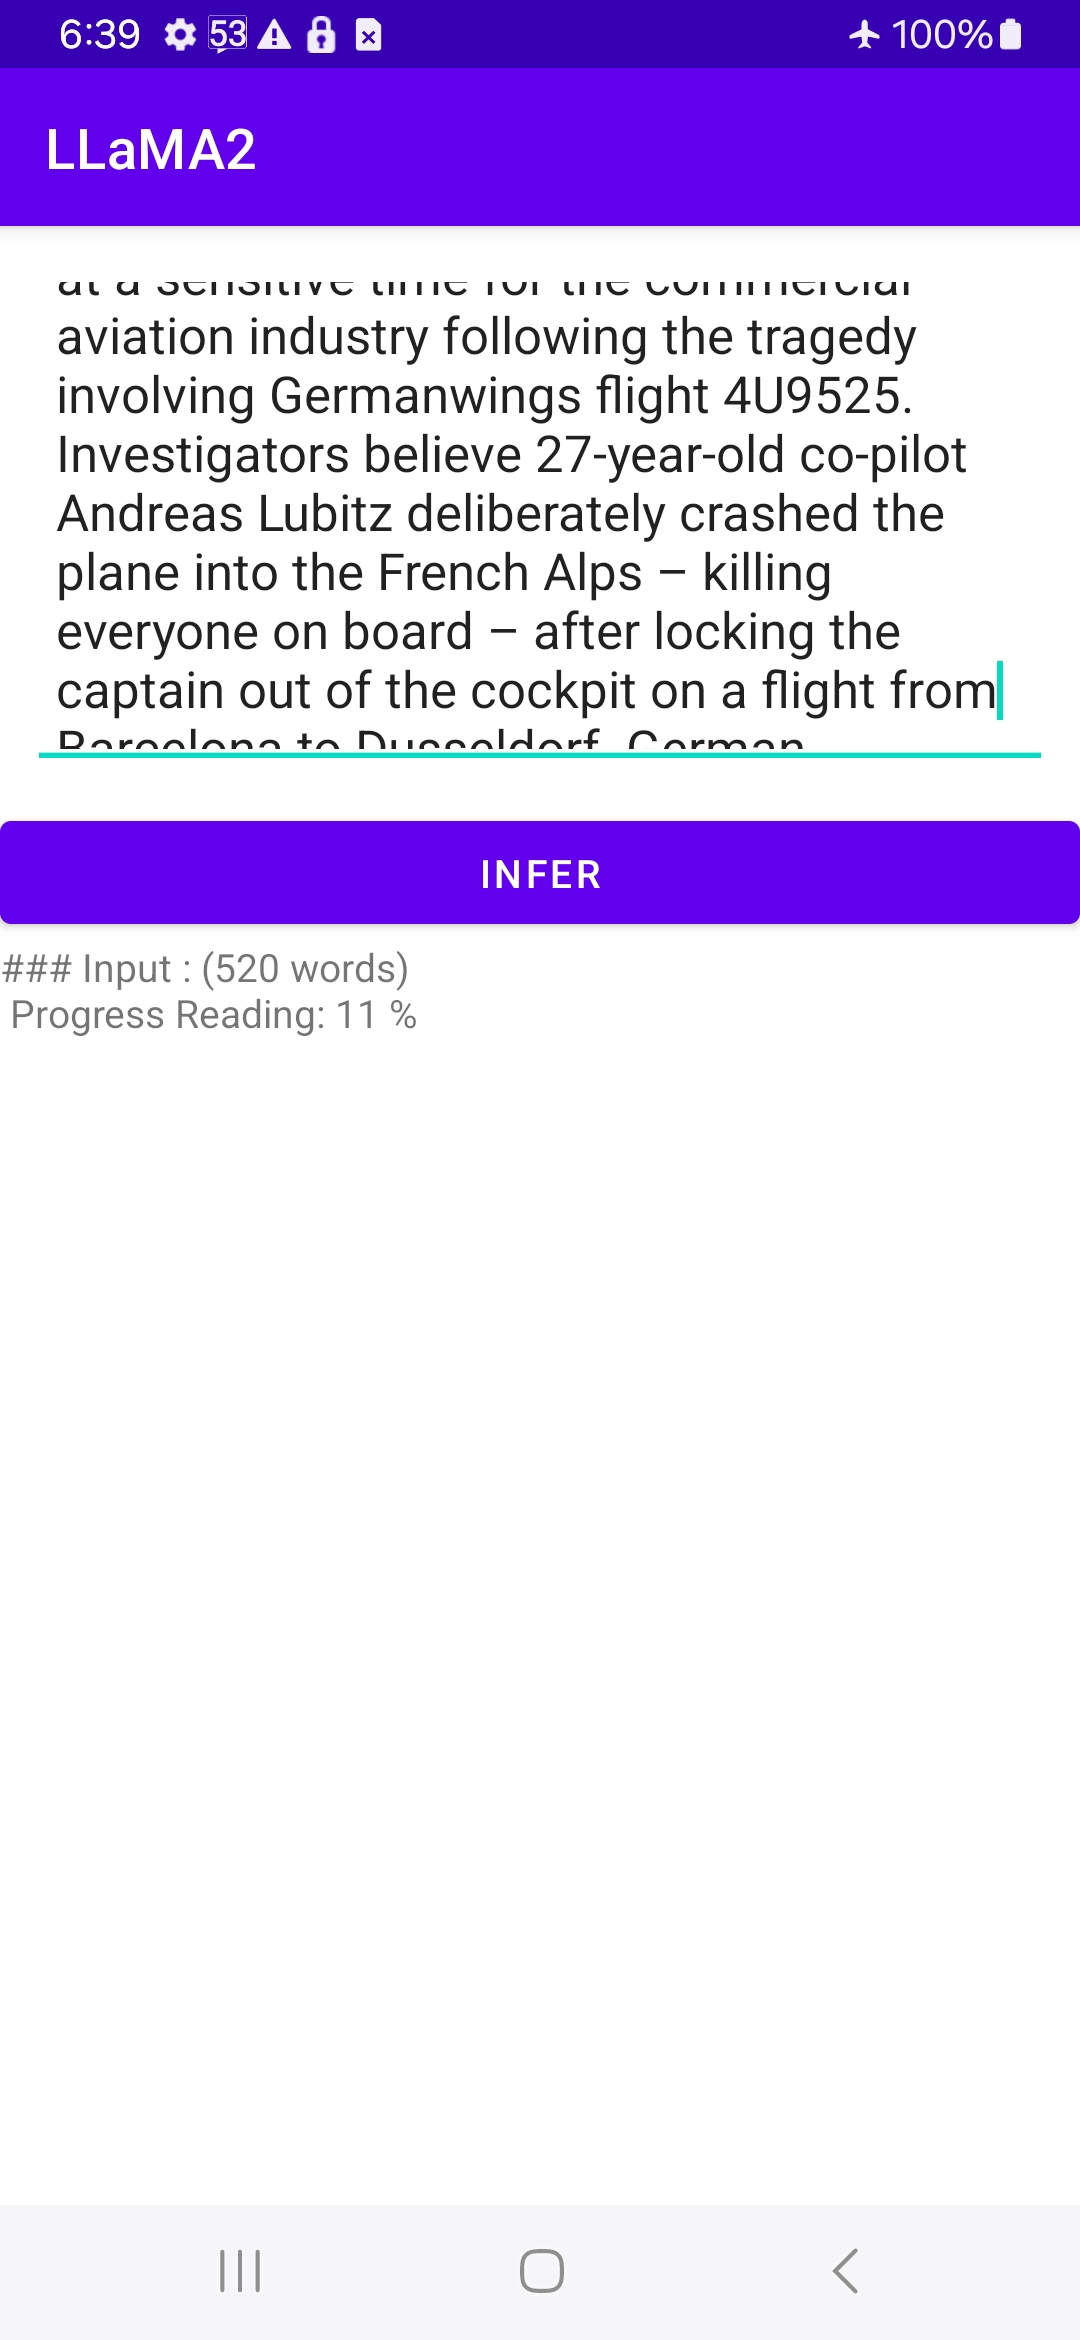 6:39 53 100%
LLaMA2
at a sensitive time for the commercial
aviation industry following the tragedy
involving Germanwings flight 4U9525.
Investigators believe 27-year-old co-pilot
Andreas Lubitz deliberately crashed the
plane into the French Alps – killing
everyone on board – after locking the
captain out of the cockpit on a flight from
Barcelona to Dusseldorf, German
INFER
### Input : (520 words)
Progress Reading: 11 %